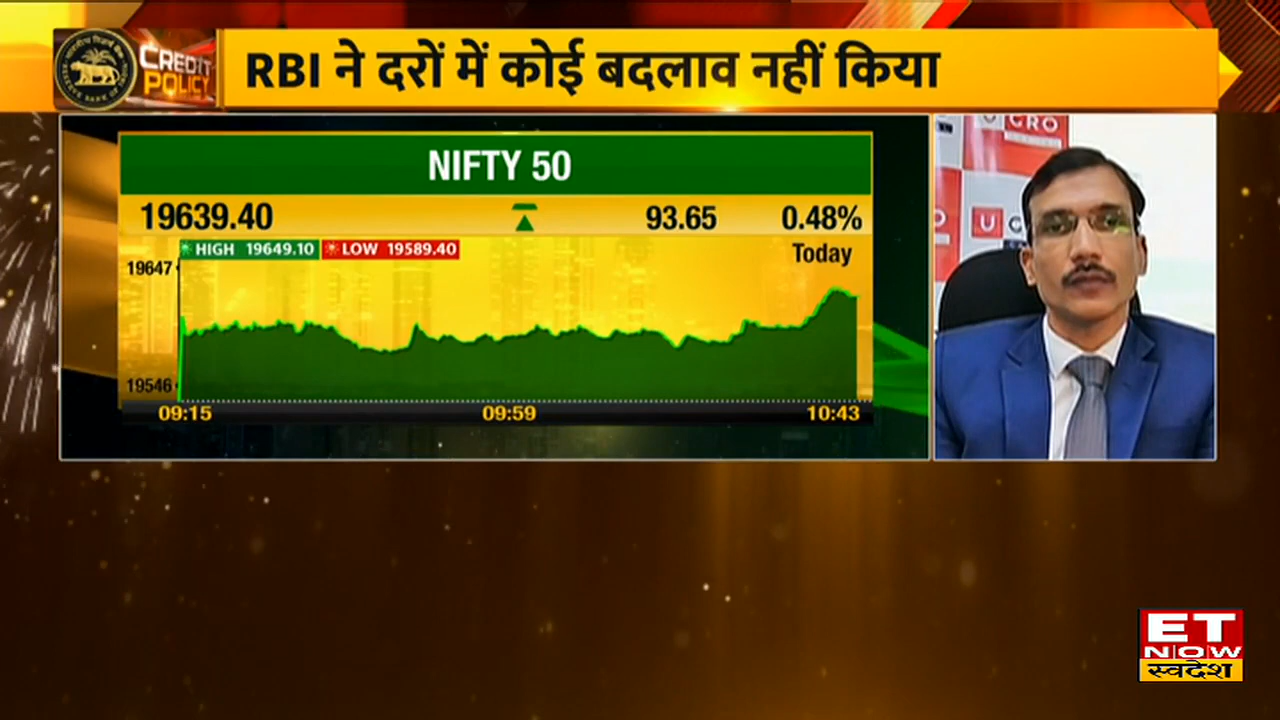 CREDIT
POLICY
RBI ने दरों में कोई बदलाव नहीं किया
NIFTY 50
19639.40 93.65 0.48%
HIGH 19649.10 LOW 19589.40 Today
19647
19546
09:15 09:59 10:43
U GRO
U
ET
NOW
स्वदेश